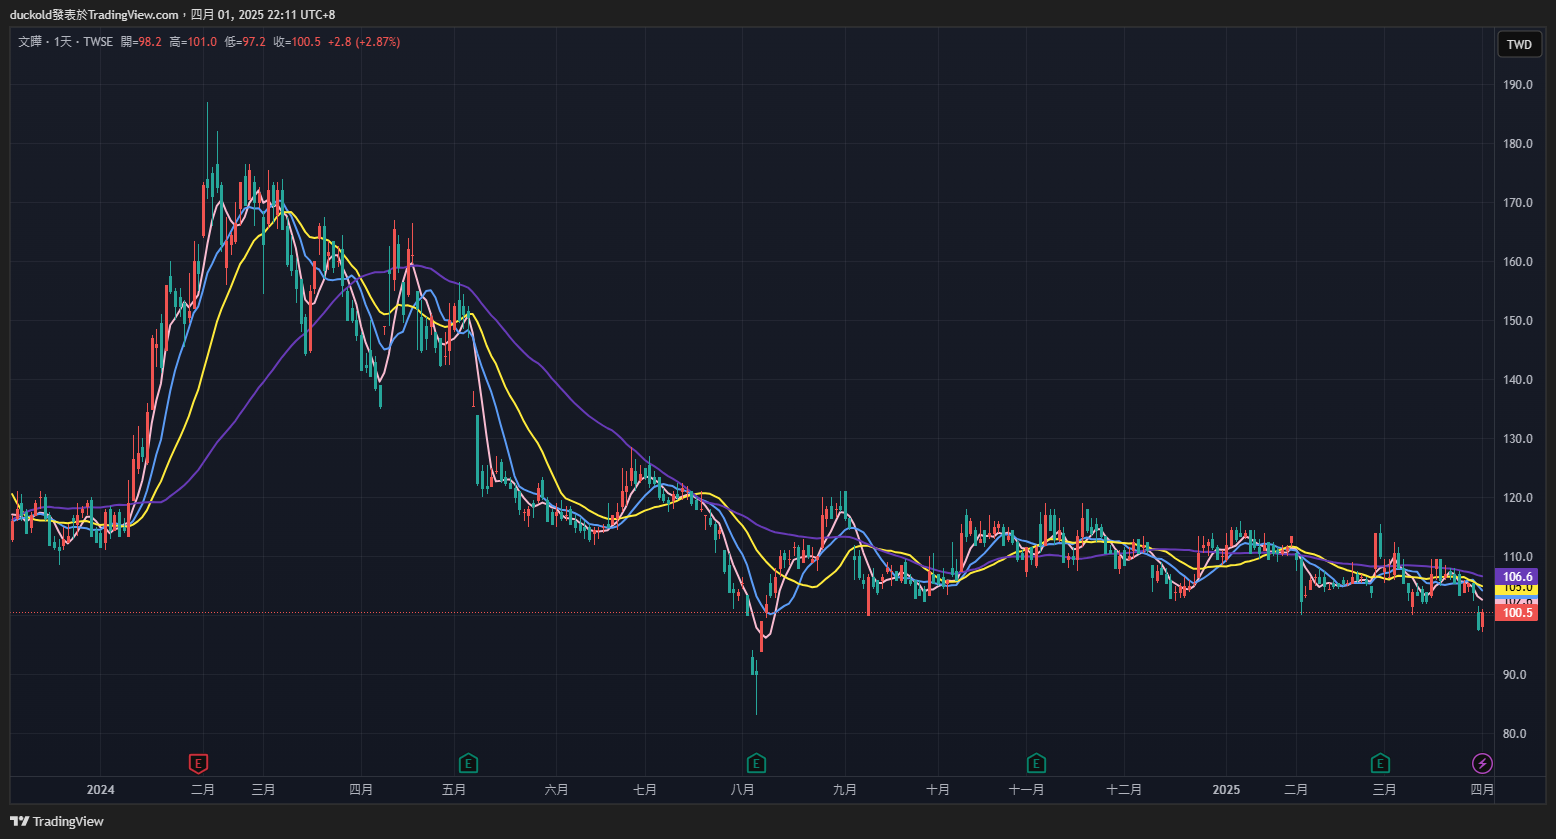 duckold發表於TradingView.com，四月 01, 2025 22:11 UTC+8
文曄 · 1天 · TWSE 開=98.2 高=101.0 低=97.2 收=100.5 +2.8 (+2.87%)
TWD
190.0
180.0
170.0
160.0
150.0
140.0
130.0
120.0
110.0
106.6
105.0
100.5
90.0
80.0
E E E E E
2024 二月 三月 四月 五月 六月 七月 八月 九月 十月 十一月 十二月 2025 二月 三月 四月
TradingView